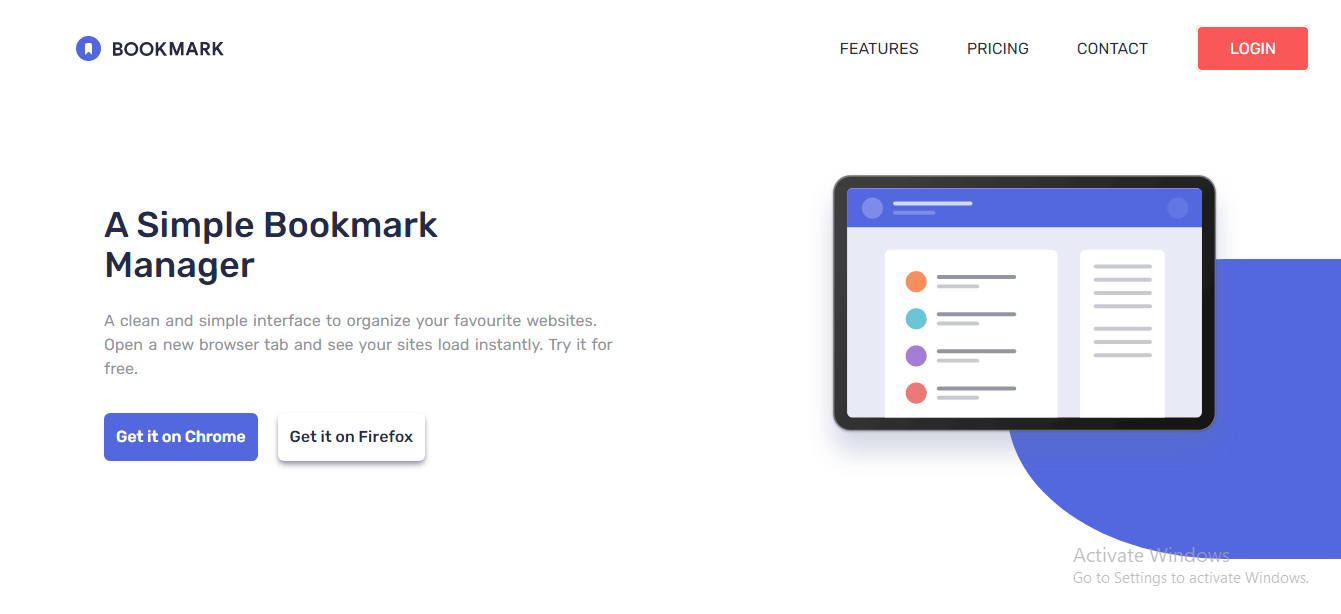 BOOKMARK
FEATURES
PRICING
CONTACT
LOGIN
A Simple Bookmark
Manager
A clean and simple interface to organize your favourite websites.
Open a new browser tab and see your sites load instantly. Try it for
free.
Get it on Chrome
Get it on Firefox
Activate Windows
Go to Settings to activate Windows.